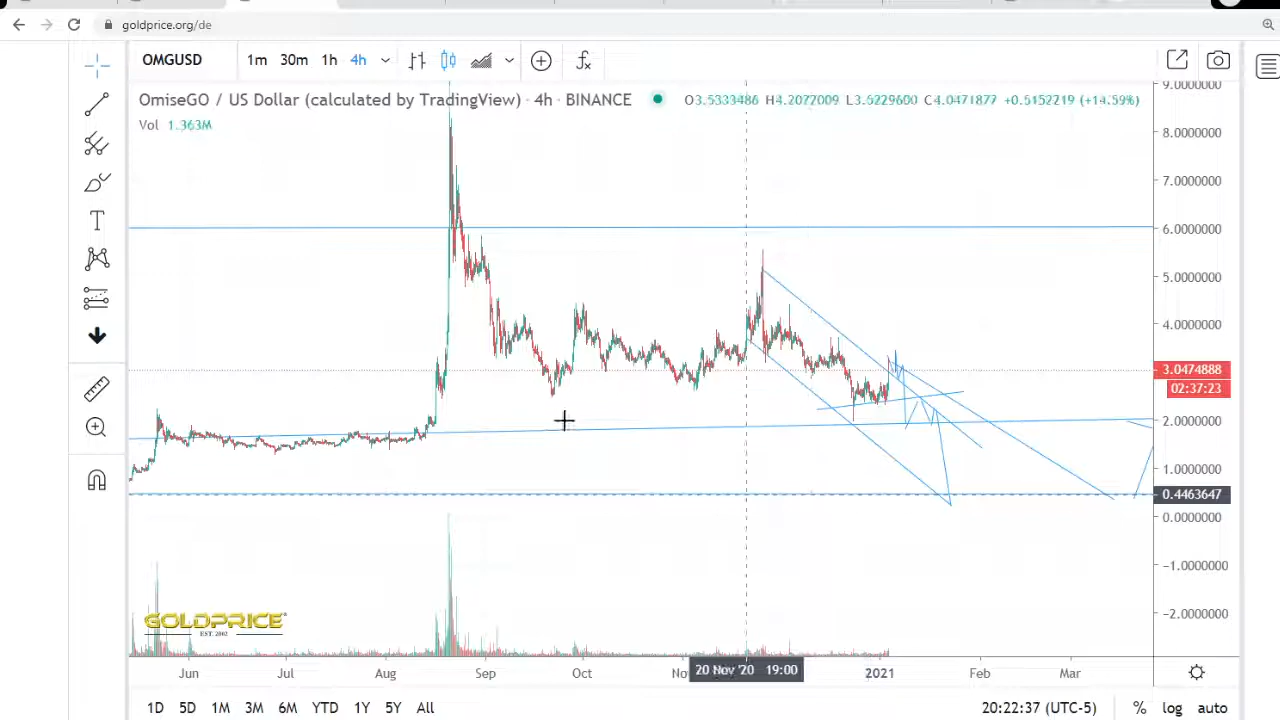 goldprice.org/de
OMGUSD 1m 30m 1h 4h
OmiseGO / US Dollar (calculated by TradingView) · 4h · BINANCE O3.5333486 H4.2077009 L3.5229600 C4.0471877 +0.5152219 (+14.59%)
Vol 1.363M
9.0000000
8.0000000
7.0000000
6.0000000
5.0000000
4.0000000
3.0474888
02:37:23
2.0000000
1.0000000
0.4463647
0.0000000
-1.0000000
-2.0000000
GOLDPRICE
EST. 2002
Jun Jul Aug Sep Oct No 20 Nov '20 19:00 2021 Feb Mar
1D 5D 1M 3M 6M YTD 1Y 5Y All 20:22:37 (UTC-5) % log auto